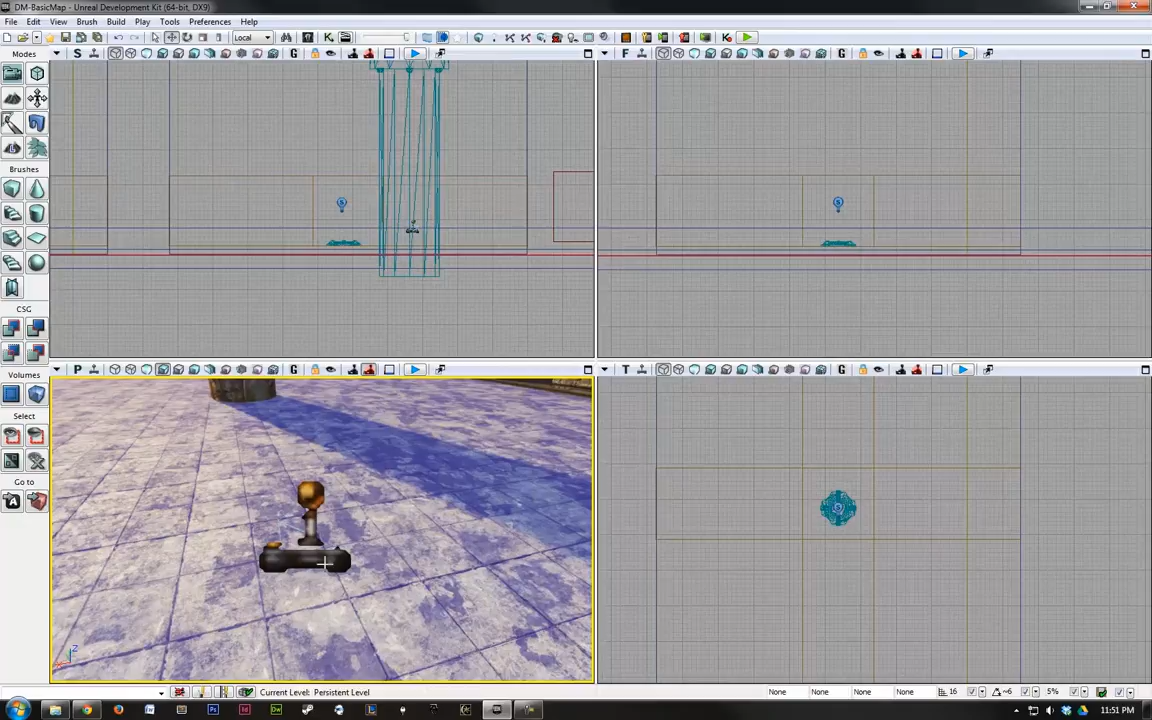 DM-BasicMap - Unreal Development Kit (64-bit, DX9)
File Edit View Brush Build Play Tools Preferences Help
Local
Modes
S G
F G
Brushes
CSG
Volumes
P G
T G
Select
Go to
Z
Current Level: Persistent Level
None None None None 16 ~6 5%
11:51 PM